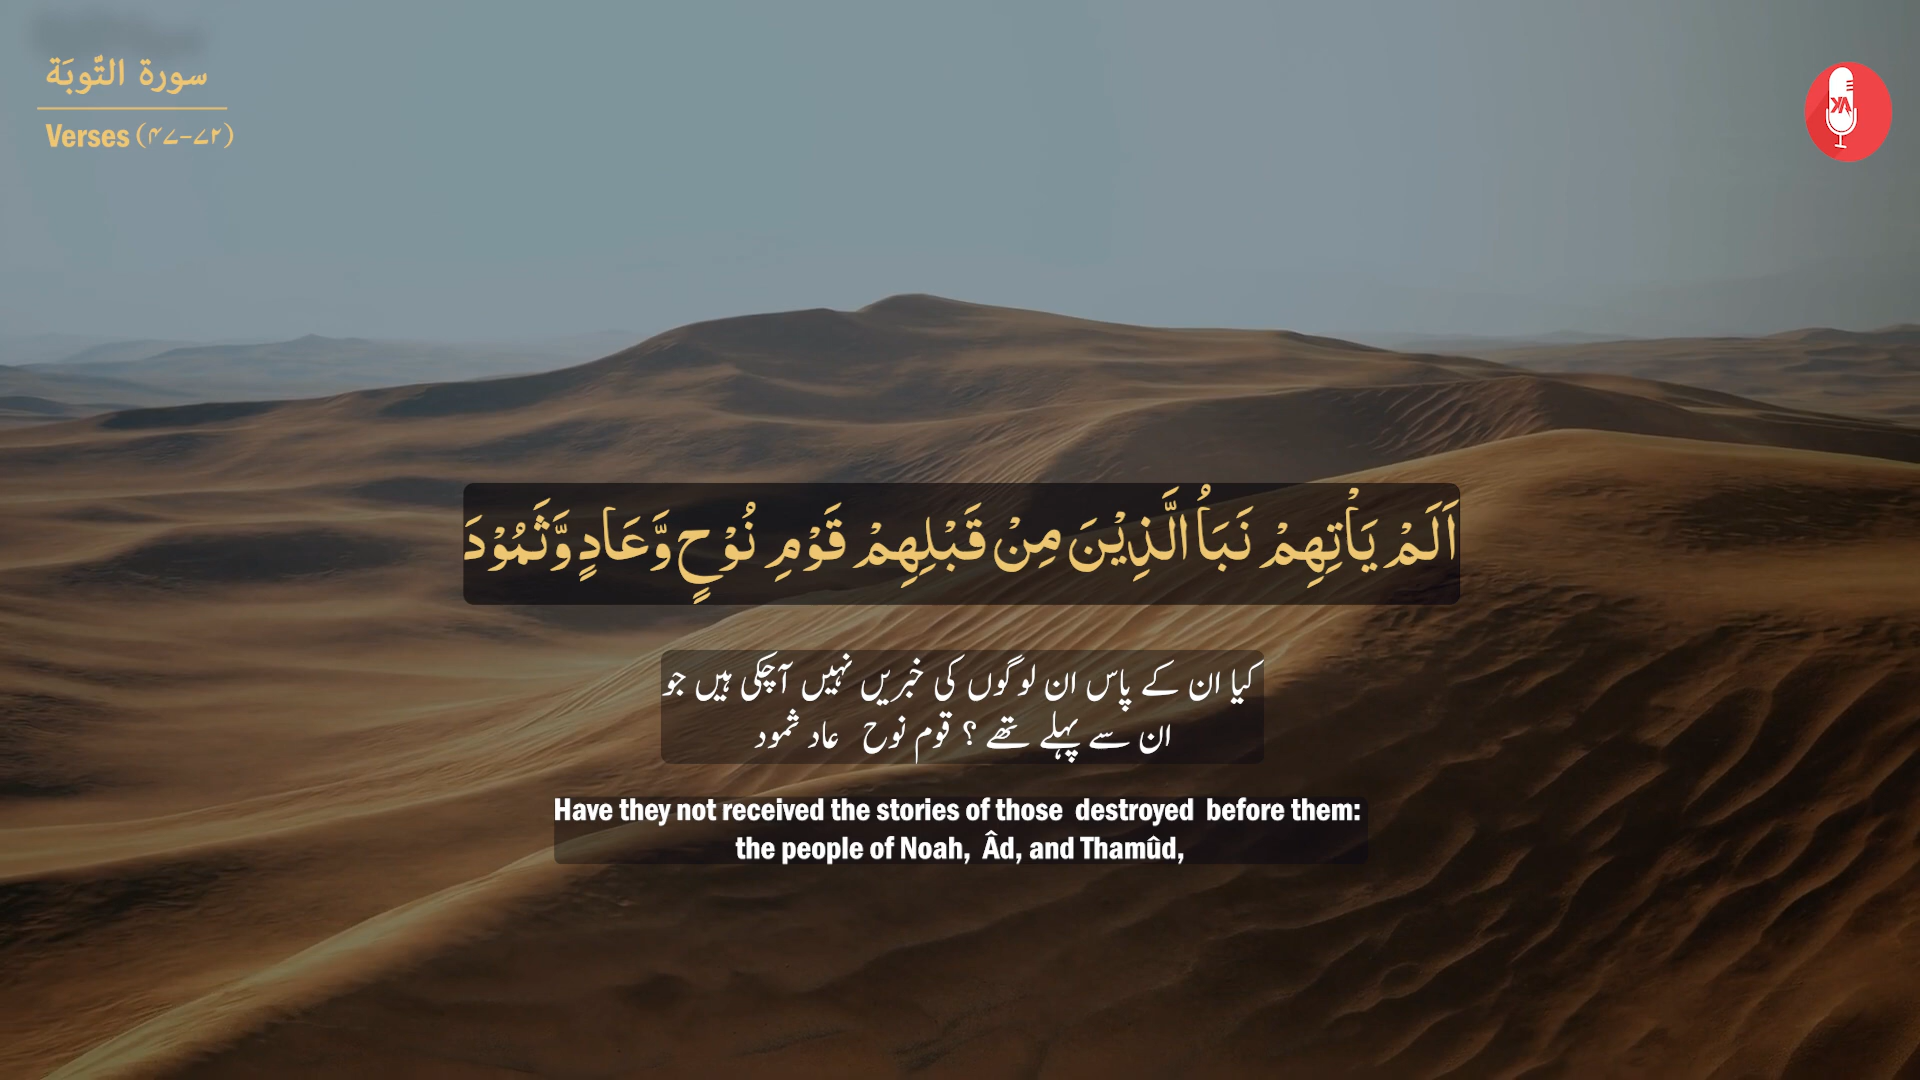 سورة التَّوبَة
Verses (۴۷-۷۲)
اَلَمْ يَاْتِهِمْ نَبَاُ الَّذِيْنَ مِنْ قَبْلِهِمْ قَوْمِ نُوْحٍ وَّعَادٍ وَّثَمُوْدَ
کیا ان کے پاس ان لوگوں کی خبریں نہیں آچکی ہیں جو
ان سے پہلے تھے ؟ قوم نوح عاد ثمود
Have they not received the stories of those destroyed before them:
the people of Noah, Âd, and Thamûd,